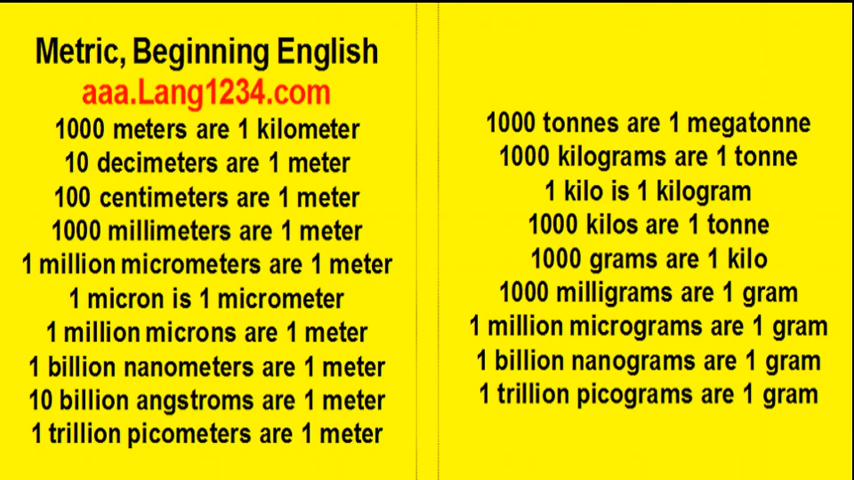 Metric, Beginning English
aaa.Lang1234.com
1000 meters are 1 kilometer
10 decimeters are 1 meter
100 centimeters are 1 meter
1000 millimeters are 1 meter
1 million micrometers are 1 meter
1 micron is 1 micrometer
1 million microns are 1 meter
1 billion nanometers are 1 meter
10 billion angstroms are 1 meter
1 trillion picometers are 1 meter
1000 tonnes are 1 megatonne
1000 kilograms are 1 tonne
1 kilo is 1 kilogram
1000 kilos are 1 tonne
1000 grams are 1 kilo
1000 milligrams are 1 gram
1 million micrograms are 1 gram
1 billion nanograms are 1 gram
1 trillion picograms are 1 gram